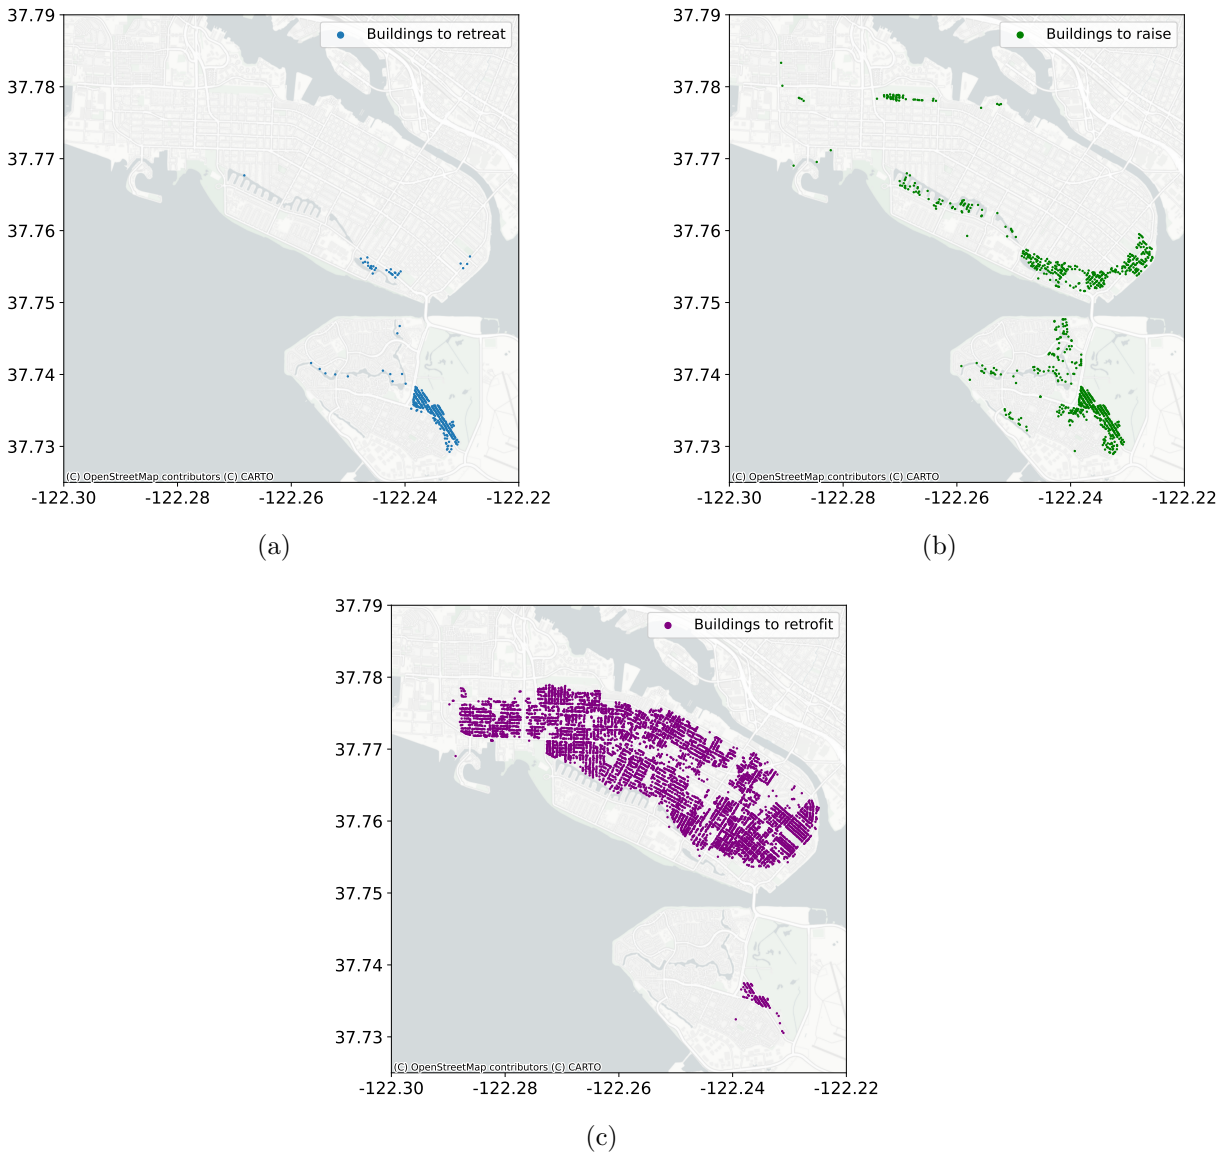 37.79
37.78
37.77
37.76
37.75
37.74
37.73
Buildings to retreat
(C) OpenStreetMap contributors (C) CARTO
-122.30 -122.28 -122.26 -122.24 -122.22
(a)
37.79
37.78
37.77
37.76
37.75
37.74
37.73
Buildings to raise
(C) OpenStreetMap contributors (C) CARTO
-122.30 -122.28 -122.26 -122.24 -122.22
(b)
37.79
37.78
37.77
37.76
37.75
37.74
37.73
Buildings to retrofit
(C) OpenStreetMap contributors (C) CARTO
-122.30 -122.28 -122.26 -122.24 -122.22
(c)